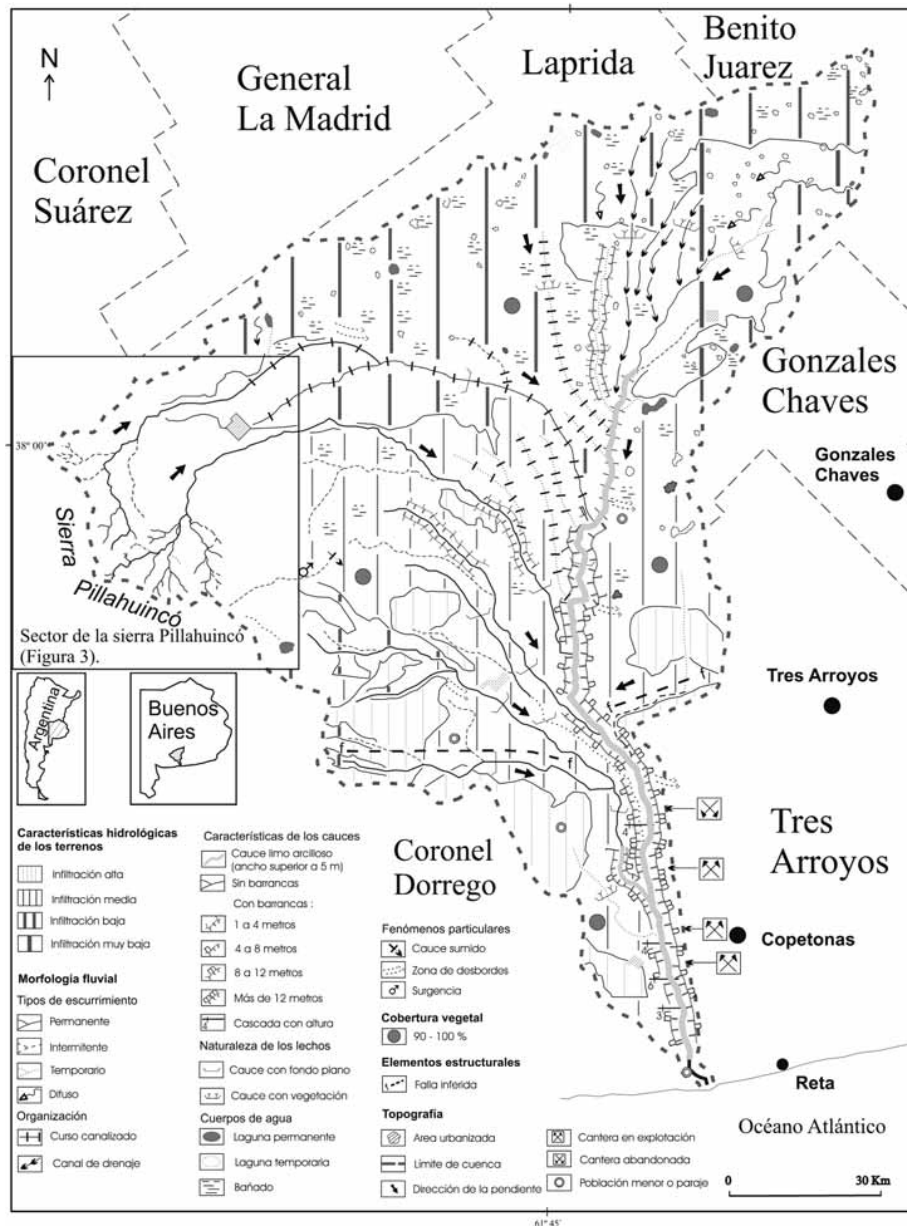 N
Coronel
Suárez
General
La Madrid
Laprida
Benito
Juarez
Gonzales
Chaves
Gonzales
Chaves
38° 00'
Sierra
Pillahuincó
Sector de la sierra Pillahuincó
(Figura 3).
Argentina
Buenos
Aires
f
f
Tres Arroyos
Tres
Arroyos
Coronel
Dorrego
4
4
3
Copetonas
Reta
Océano Atlántico
0
30 Km
61° 45'
Características hidrológicas
de los terrenos
Infiltración alta
Infiltración media
Infiltración baja
Infiltración muy baja
Morfología fluvial
Tipos de escurrimiento
Permanente
Intermitente
Temporario
Difuso
Organización
Curso canalizado
Canal de drenaje
Características de los cauces
Cauce limo arcilloso
(ancho superior a 5 m)
Sin barrancas
Con barrancas :
1 a 4 metros
4 a 8 metros
8 a 12 metros
Más de 12 metros
4
Cascada con altura
Naturaleza de los lechos
Cauce con fondo plano
Cauce con vegetación
Cuerpos de agua
Laguna permanente
Laguna temporaria
Bañado
Fenómenos particulares
Cauce sumido
Zona de desbordes
Surgencia
Cobertura vegetal
90 - 100 %
Elementos estructurales
Falla inferida
Topografía
Area urbanizada
Límite de cuenca
Dirección de la pendiente
Cantera en explotación
Cantera abandonada
Población menor o paraje